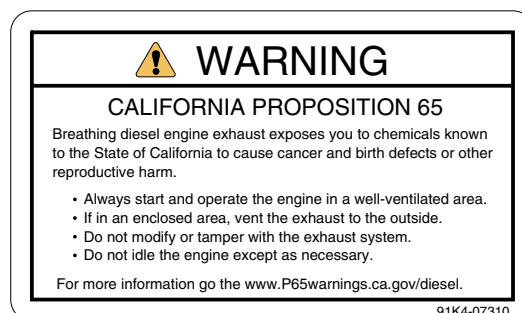 WARNING
CALIFORNIA PROPOSITION 65
Breathing diesel engine exhaust exposes you to chemicals known
to the State of California to cause cancer and birth defects or other
reproductive harm.
• Always start and operate the engine in a well-ventilated area.
• If in an enclosed area, vent the exhaust to the outside.
• Do not modify or tamper with the exhaust system.
• Do not idle the engine except as necessary.
For more information go the www.P65warnings.ca.gov/diesel.
91K4-07310